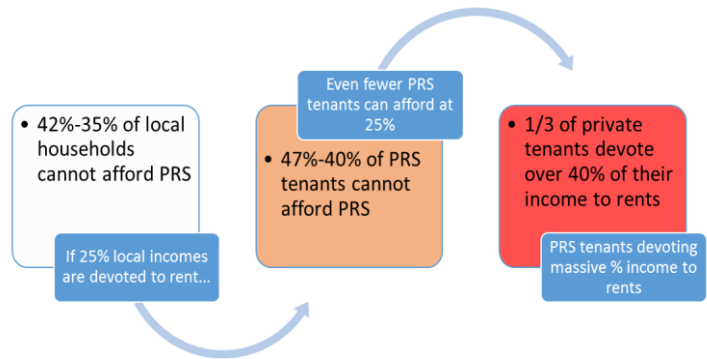 • 42%-35% of local
households
cannot afford PRS
If 25% local incomes
are devoted to rent...
Even fewer PRS
tenants can afford at
25%
• 47%-40% of PRS
tenants cannot
afford PRS
• 1/3 of private
tenants devote
over 40% of their
income to rents
PRS tenants devoting
massive % income to
rents